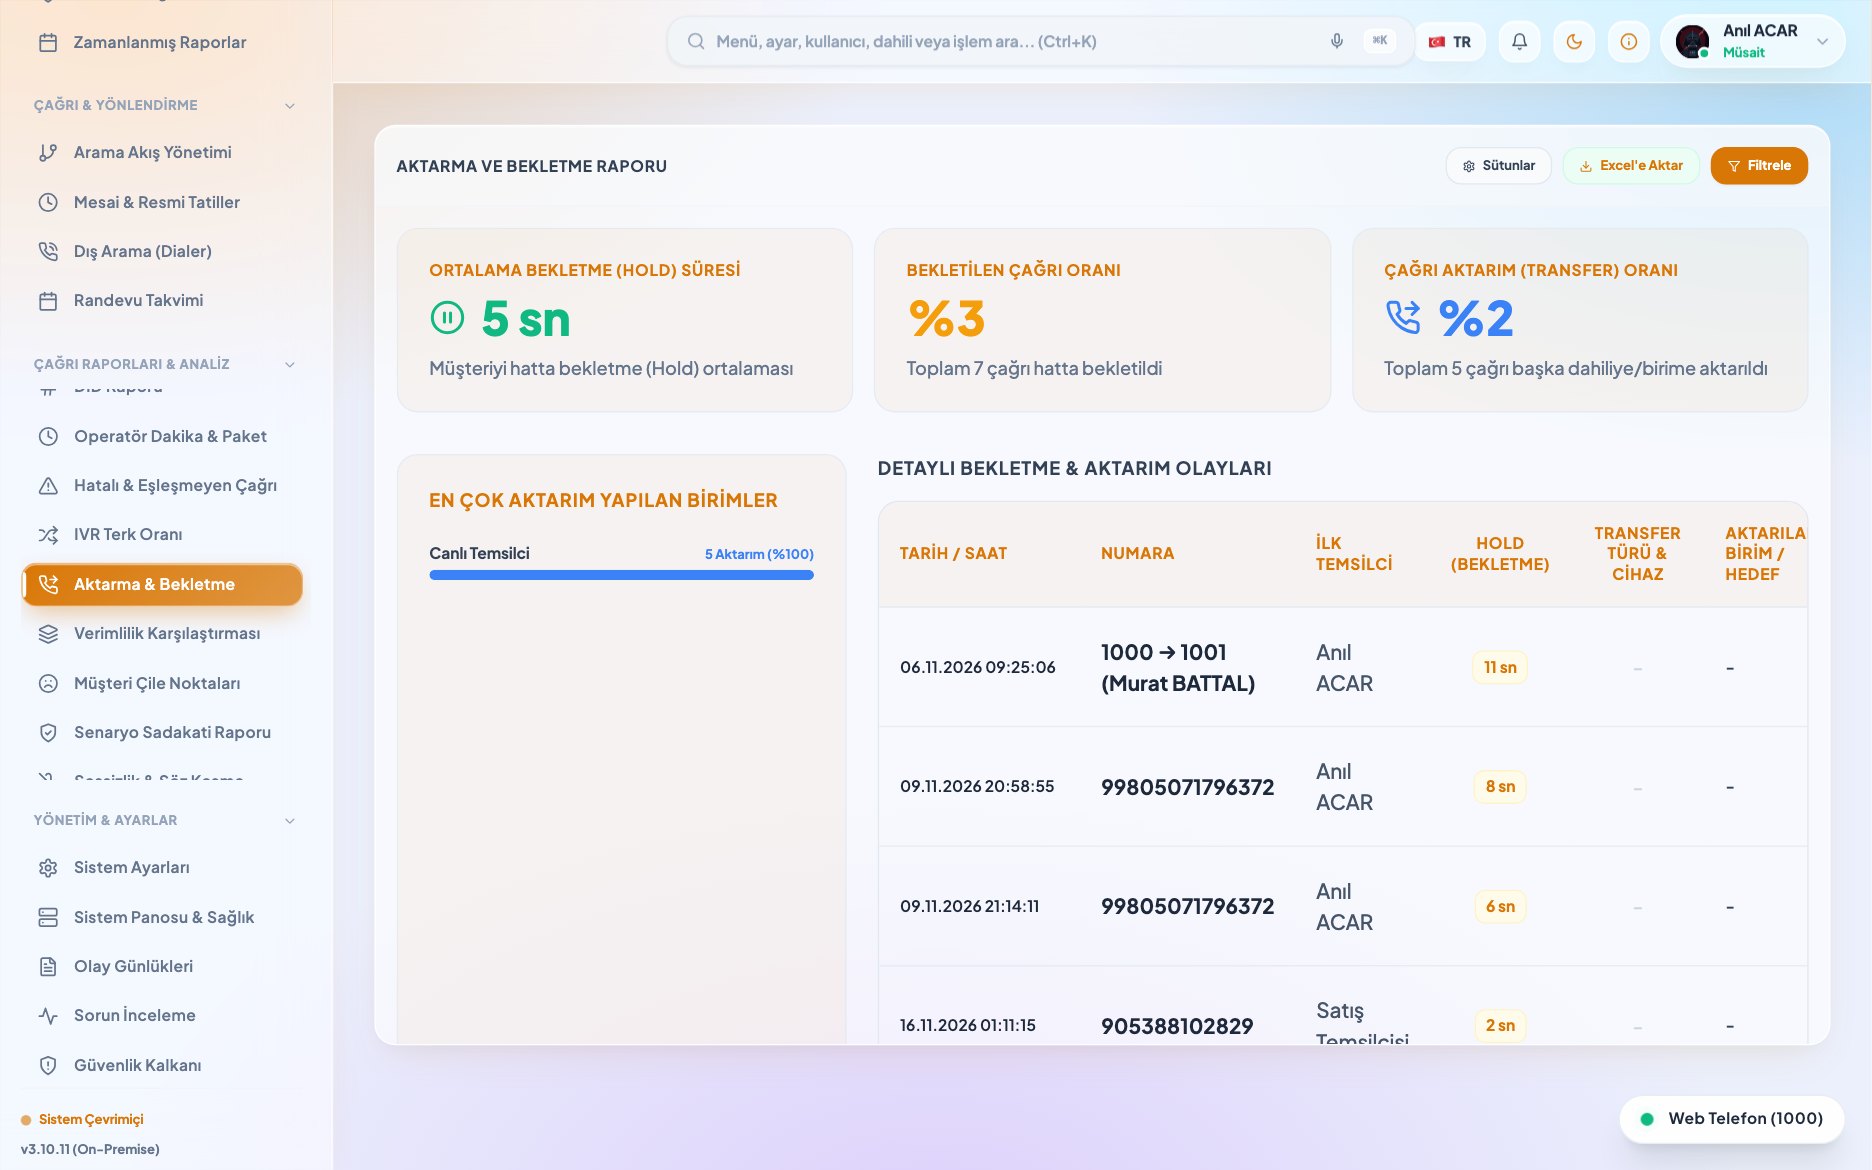 Zamanlanmış Raporlar
ÇAĞRI & YÖNLENDİRME
Arama Akış Yönetimi
Mesai & Resmi Tatiller
Dış Arama (Dialer)
Randevu Takvimi
ÇAĞRI RAPORLARI & ANALİZ
DID Raporu
Operatör Dakika & Paket
Hatalı & Eşleşmeyen Çağrı
IVR Terk Oranı
Aktarma & Bekletme
Verimlilik Karşılaştırması
Müşteri Çile Noktaları
Senaryo Sadakati Raporu
Sessizlik & Söz Kesme
YÖNETİM & AYARLAR
Sistem Ayarları
Sistem Panosu & Sağlık
Olay Günlükleri
Sorun İnceleme
Güvenlik Kalkanı
Sistem Çevrimiçi
v3.10.11 (On-Premise)
Menü, ayar, kullanıcı, dahili veya işlem ara... (Ctrl+K)
⌘K
TR
Anıl ACAR
Müsait
AKTARMA VE BEKLETME RAPORU
Sütunlar
Excel'e Aktar
Filtrele
ORTALAMA BEKLETME (HOLD) SÜRESİ
5 sn
Müşteriyi hatta bekletme (Hold) ortalaması
BEKLETİLEN ÇAĞRI ORANI
%3
Toplam 7 çağrı hatta bekletildi
ÇAĞRI AKTARIM (TRANSFER) ORANI
%2
Toplam 5 çağrı başka dahiliye/birime aktarıldı
EN ÇOK AKTARIM YAPILAN BİRİMLER
Canlı Temsilci 5 Aktarım (%100)
DETAYLI BEKLETME & AKTARIM OLAYLARI
TARİH / SAAT
NUMARA
İLK
TEMSİLCİ
HOLD
(BEKLETME)
TRANSFER
TÜRÜ &
CİHAZ
AKTARILA
BİRİM /
HEDEF
06.11.2026 09:25:06
1000 → 1001
(Murat BATTAL)
Anıl
ACAR
11 sn
–
-
09.11.2026 20:58:55
99805071796372
Anıl
ACAR
8 sn
–
-
09.11.2026 21:14:11
99805071796372
Anıl
ACAR
6 sn
–
-
16.11.2026 01:11:15
905388102829
Satış
Temsilcisi
2 sn
–
-
Web Telefon (1000)